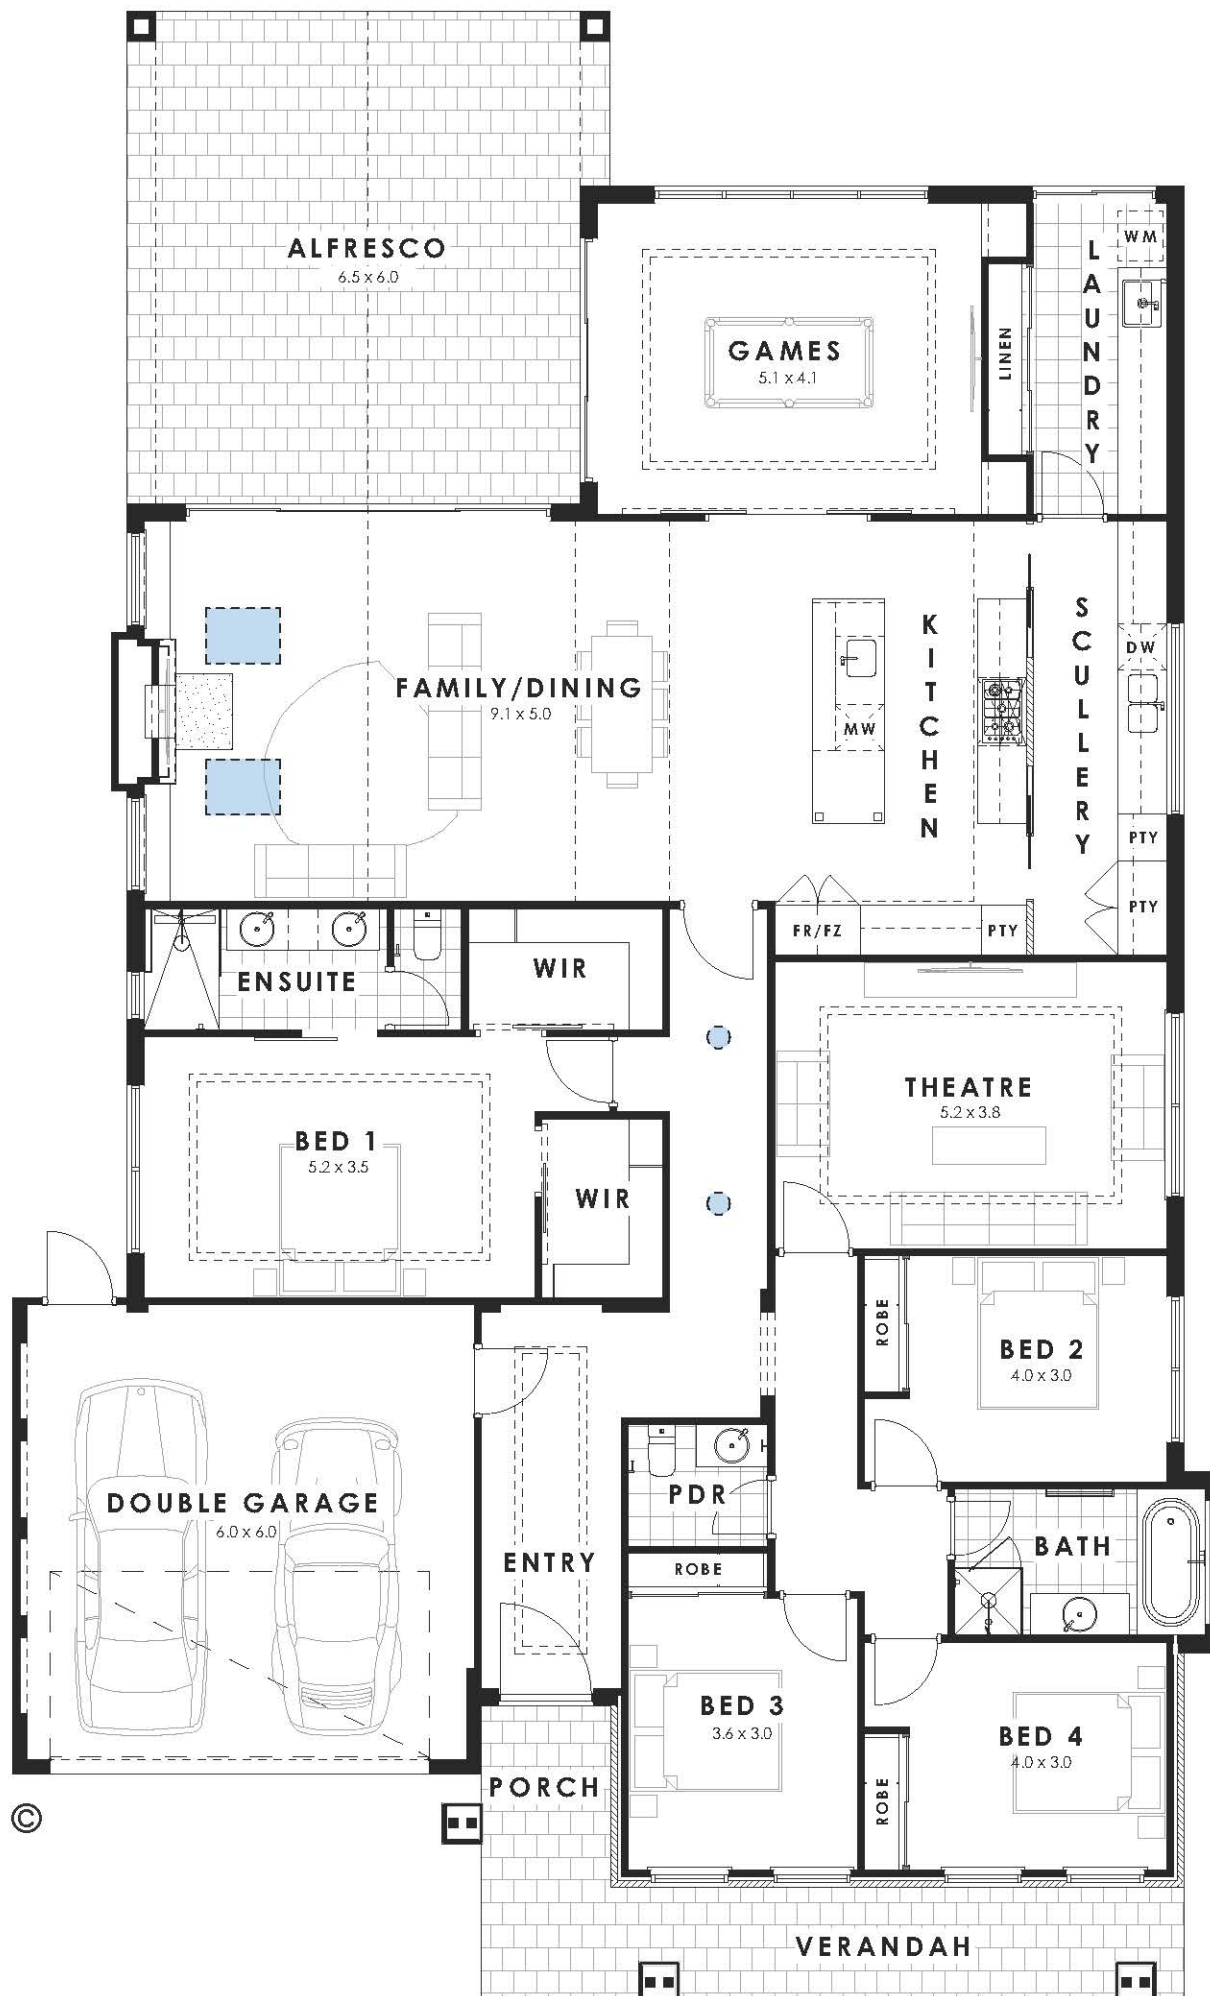 ALFRESCO
6.5 x 6.0
WM
LAUNDRY
LINEN
GAMES
5.1 x 4.1
KITCHEN
SCULLERY
DW
FAMILY/DINING
9.1 x 5.0
MW
PTY
PTY
FR/FZ
PTY
ENSUITE
WIR
THEATRE
5.2 x 3.8
BED 1
5.2 x 3.5
WIR
ROBE
BED 2
4.0 x 3.0
DOUBLE GARAGE
6.0 x 6.0
PDR
BATH
ENTRY
ROBE
BED 3
3.6 x 3.0
BED 4
4.0 x 3.0
ROBE
PORCH
©
VERANDAH